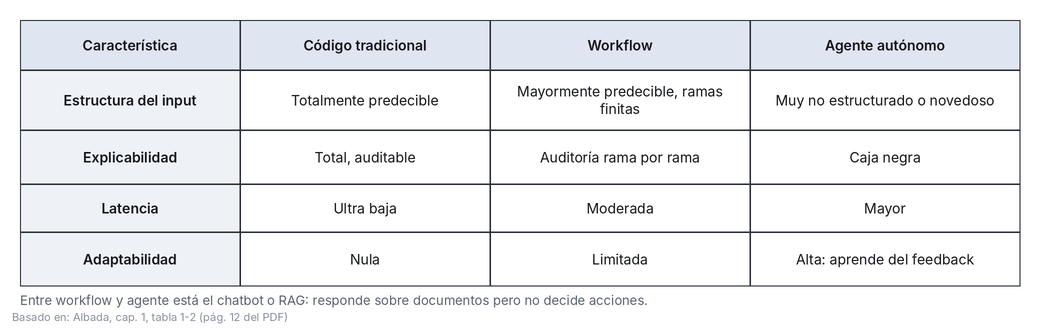 Característica Código tradicional Workflow Agente autónomo
Estructura del input Totalmente predecible Mayormente predecible, ramas finitas Muy no estructurado o novedoso
Explicabilidad Total, auditable Auditoría rama por rama Caja negra
Latencia Ultra baja Moderada Mayor
Adaptabilidad Nula Limitada Alta: aprende del feedback
Entre workflow y agente está el chatbot o RAG: responde sobre documentos pero no decide acciones.
Basado en: Albada, cap. 1, tabla 1-2 (pág. 12 del PDF)